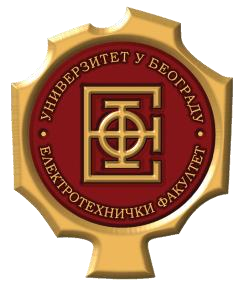 УНИВЕРЗИТЕТ У БЕОГРАДУ
ЕЛЕКТРОТЕХНИЧКИ ФАКУЛТЕТ